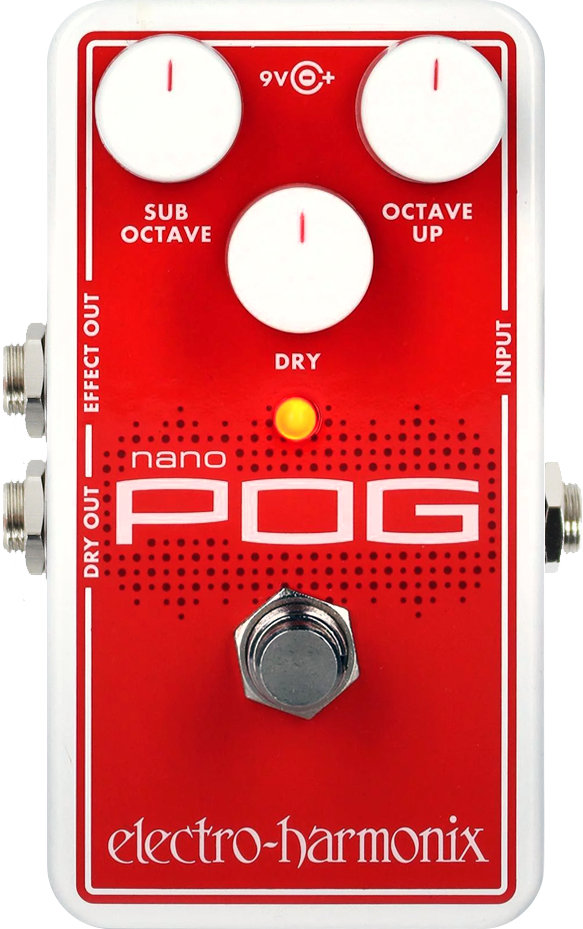 9V
SUB
OCTAVE
OCTAVE
UP
DRY
EFFECT OUT
INPUT
DRY OUT
nano
POG
electro-harmonix